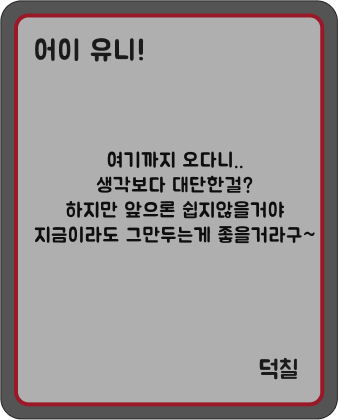 어이 유니!
여기까지 오다니..
생각보다 대단한걸?
하지만 앞으론 쉽지않을거야
지금이라도 그만두는게 좋을거라구~
덕칠